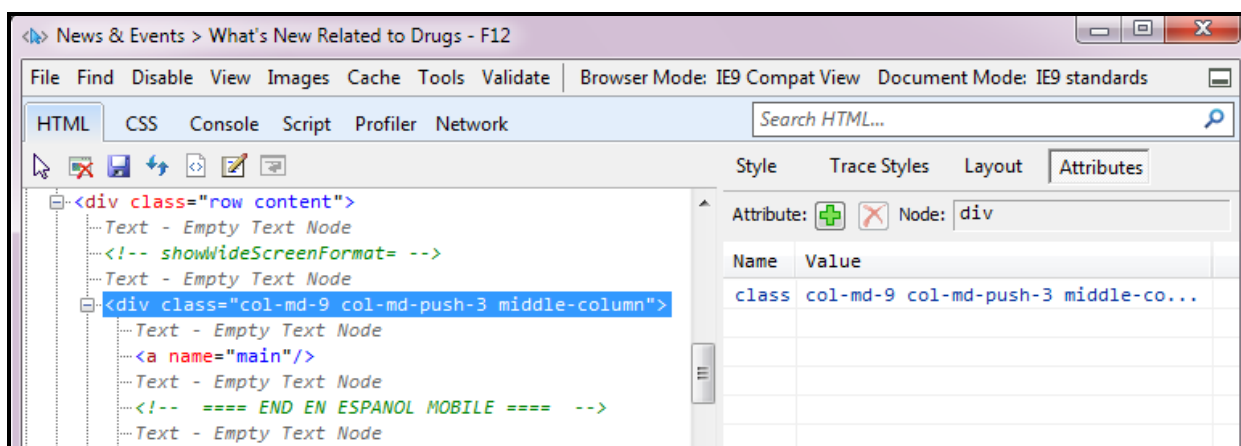 News & Events > What's New Related to Drugs - F12
File Find Disable View Images Cache Tools Validate Browser Mode: IE9 Compat View Document Mode: IE9 standards
HTML CSS Console Script Profiler Network
Search HTML...
Style Trace Styles Layout Attributes
<div class="row content">
Text - Empty Text Node
<!-- showWideScreenFormat= -->
Text - Empty Text Node
<div class="col-md-9 col-md-push-3 middle-column">
Text - Empty Text Node
<a name="main"/>
Text - Empty Text Node
<!--  ==== END EN ESPANOL MOBILE ====  -->
Text - Empty Text Node
Attribute: Node: div
Name Value
class col-md-9 col-md-push-3 middle-co...